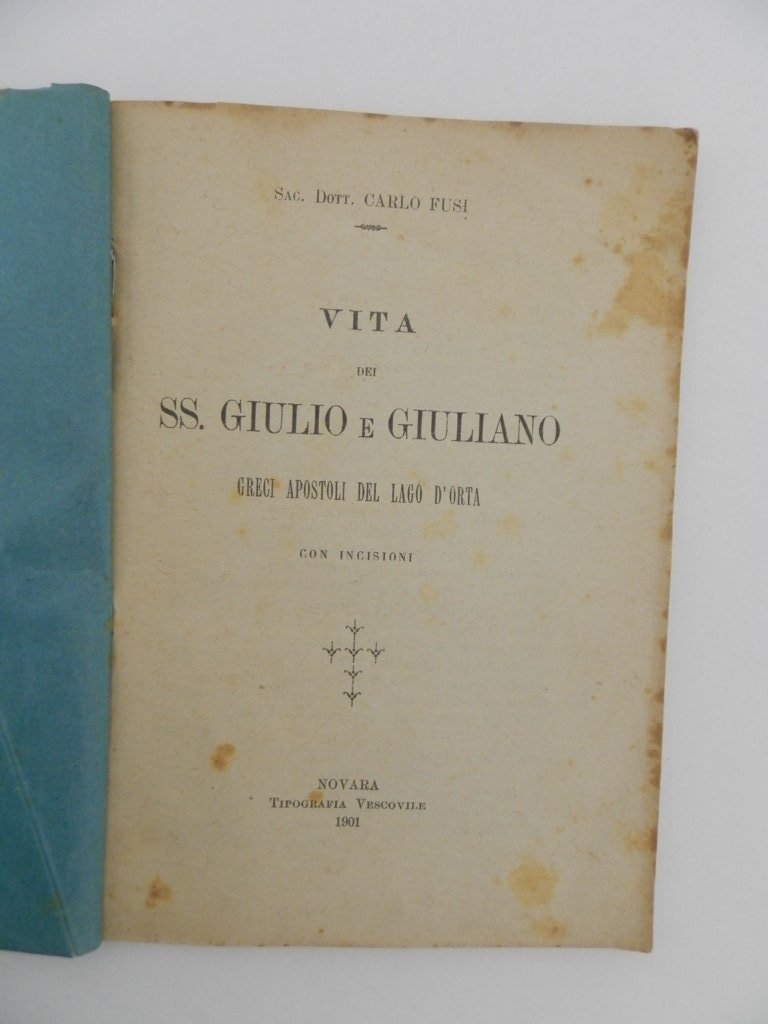 Sac. Dott. CARLO FUSI
VITA
DEI
SS. GIULIO E GIULIANO
GRECI APOSTOLI DEL LAGO D'ORTA
CON INCISIONI
NOVARA
Tipografia Vescovile
1901